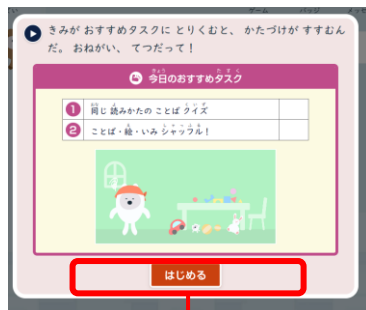 きみが おすすめタスクに とりくむと、 かたづけが すすむん
だ。 おねがい、 てつだって！
今日のおすすめタスク
1 同じ 読みかたの ことば クイズ
2 ことば・絵・いみ シャッフル！
はじめる